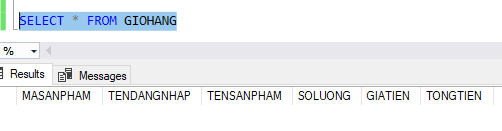 SELECT * FROM GIOHANG
%
Results Messages
MASANPHAM TENDANGNHAP TENSANPHAM SOLUONG GIATIEN TONGTIEN